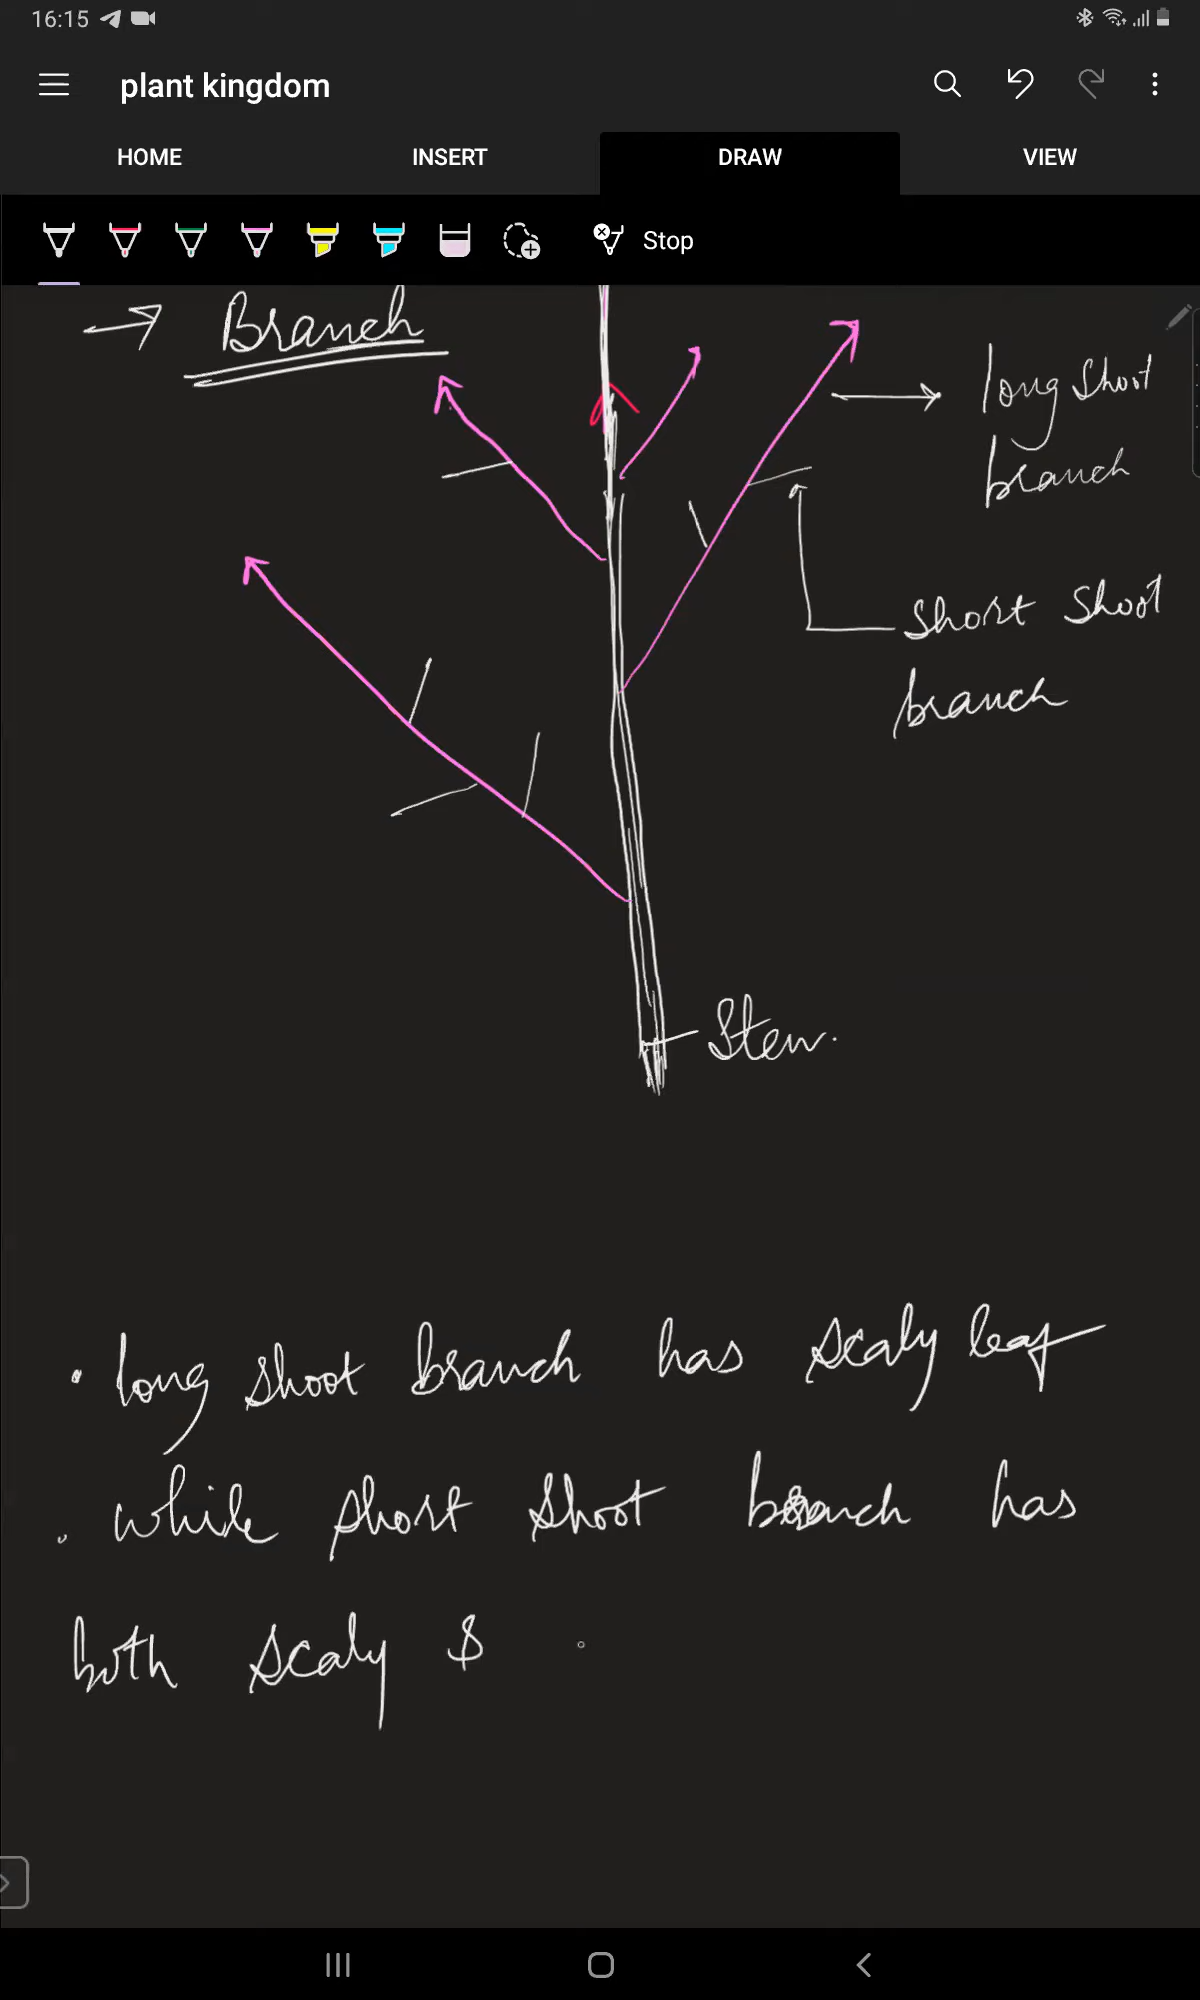 16:15
plant kingdom
HOME INSERT DRAW VIEW
Stop
→ Branch
long shoot
branch
short shoot
branch
Stem.
• long shoot branch has scaly leaf
• while short shoot branch has
both scaly &